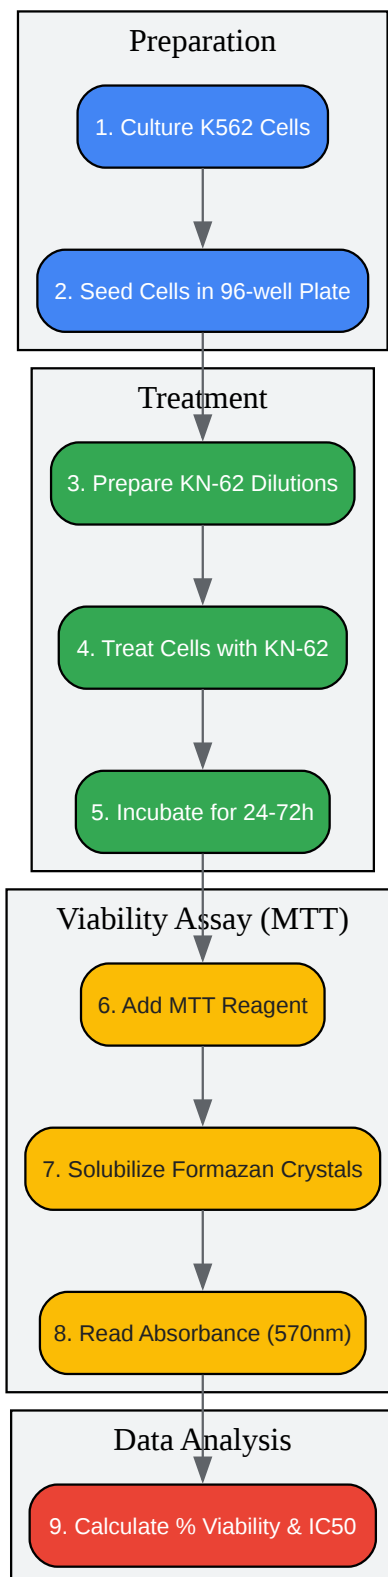 Preparation
1. Culture K562 Cells
2. Seed Cells in 96-well Plate
Treatment
3. Prepare KN-62 Dilutions
4. Treat Cells with KN-62
5. Incubate for 24-72h
Viability Assay (MTT)
6. Add MTT Reagent
7. Solubilize Formazan Crystals
8. Read Absorbance (570nm)
Data Analysis
9. Calculate % Viability & IC50